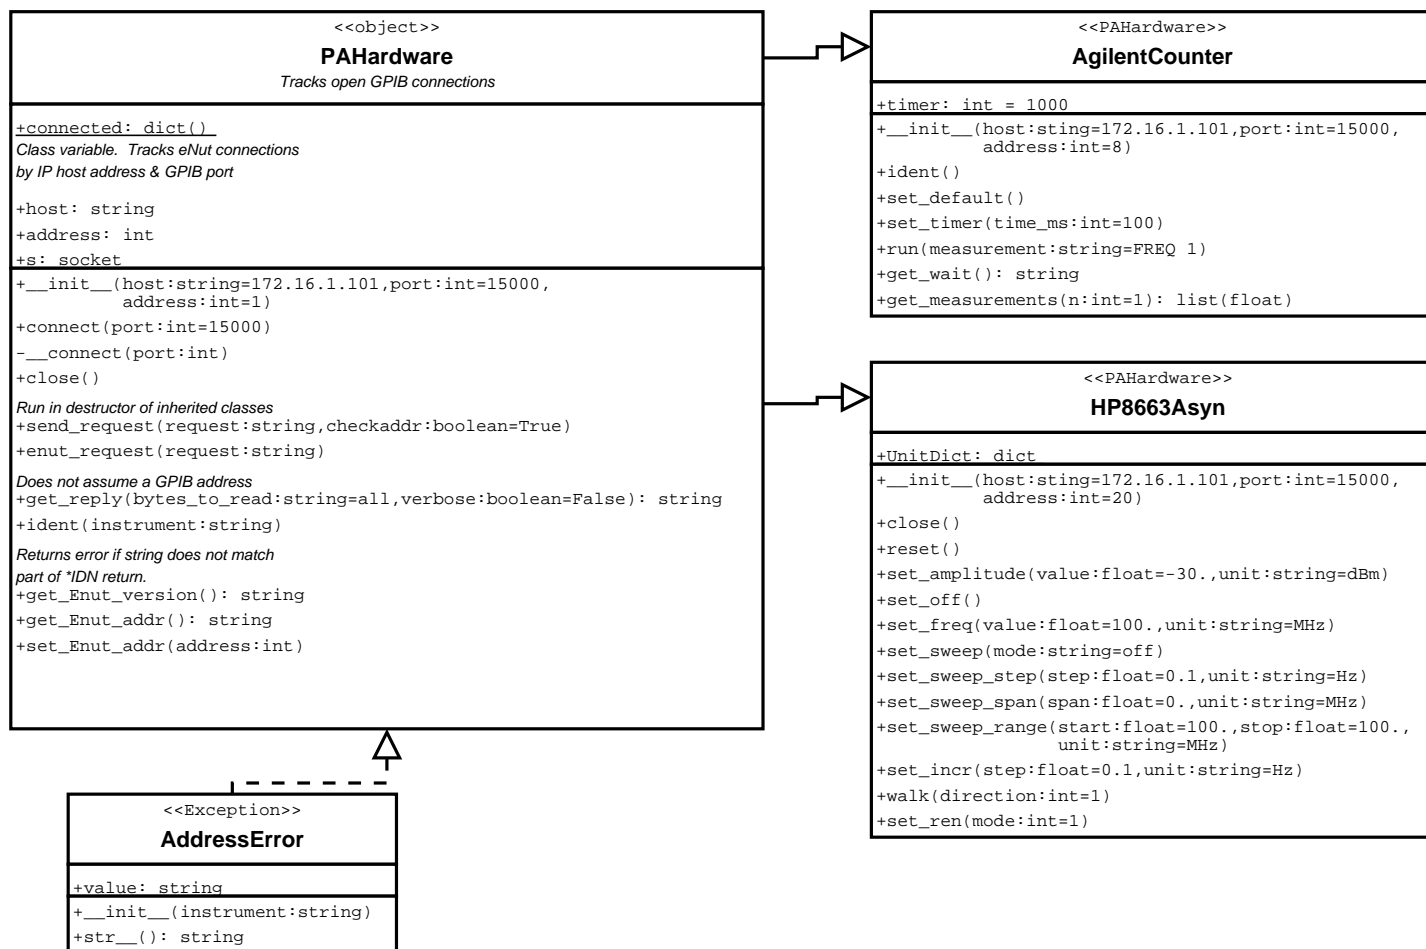 <<object>>
PAHardware
Tracks open GPIB connections
+connected: dict()
Class variable.  Tracks eNut connections
by IP host address & GPIB port
+host: string
+address: int
+s: socket
+__init__(host:string=172.16.1.101,port:int=15000,
address:int=1)
+connect(port:int=15000)
-__connect(port:int)
+close()
Run in destructor of inherited classes
+send_request(request:string,checkaddr:boolean=True)
+enut_request(request:string)
Does not assume a GPIB address
+get_reply(bytes_to_read:string=all,verbose:boolean=False): string
+ident(instrument:string)
Returns error if string does not match
part of *IDN return.
+get_Enut_version(): string
+get_Enut_addr(): string
+set_Enut_addr(address:int)
<<Exception>>
AddressError
+value: string
+__init__(instrument:string)
+str__(): string
<<PAHardware>>
AgilentCounter
+timer: int = 1000
+__init__(host:sting=172.16.1.101,port:int=15000,
address:int=8)
+ident()
+set_default()
+set_timer(time_ms:int=100)
+run(measurement:string=FREQ 1)
+get_wait(): string
+get_measurements(n:int=1): list(float)
<<PAHardware>>
HP8663Asyn
+UnitDict: dict
+__init__(host:sting=172.16.1.101,port:int=15000,
address:int=20)
+close()
+reset()
+set_amplitude(value:float=-30.,unit:string=dBm)
+set_off()
+set_freq(value:float=100.,unit:string=MHz)
+set_sweep(mode:string=off)
+set_sweep_step(step:float=0.1,unit:string=Hz)
+set_sweep_span(span:float=0.,unit:string=MHz)
+set_sweep_range(start:float=100.,stop:float=100.,
unit:string=MHz)
+set_incr(step:float=0.1,unit:string=Hz)
+walk(direction:int=1)
+set_ren(mode:int=1)